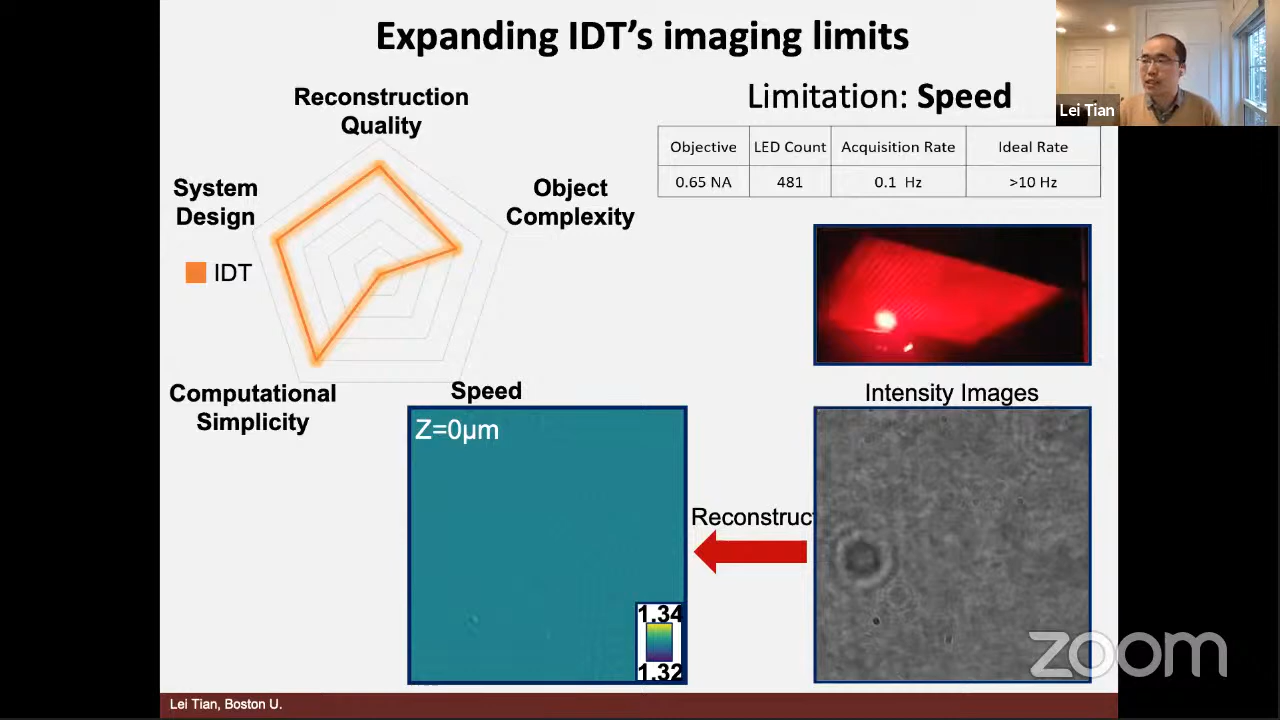 Expanding IDT's imaging limits
Limitation: Speed
Lei Tian
Objective LED Count Acquisition Rate Ideal Rate
0.65 NA 481 0.1 Hz >10 Hz
Reconstruction
Quality
System
Design
Object
Complexity
IDT
Computational
Simplicity
Speed
Z=0μm
1.34
1.32
Reconstruct
Intensity Images
zoom
Lei Tian, Boston U.